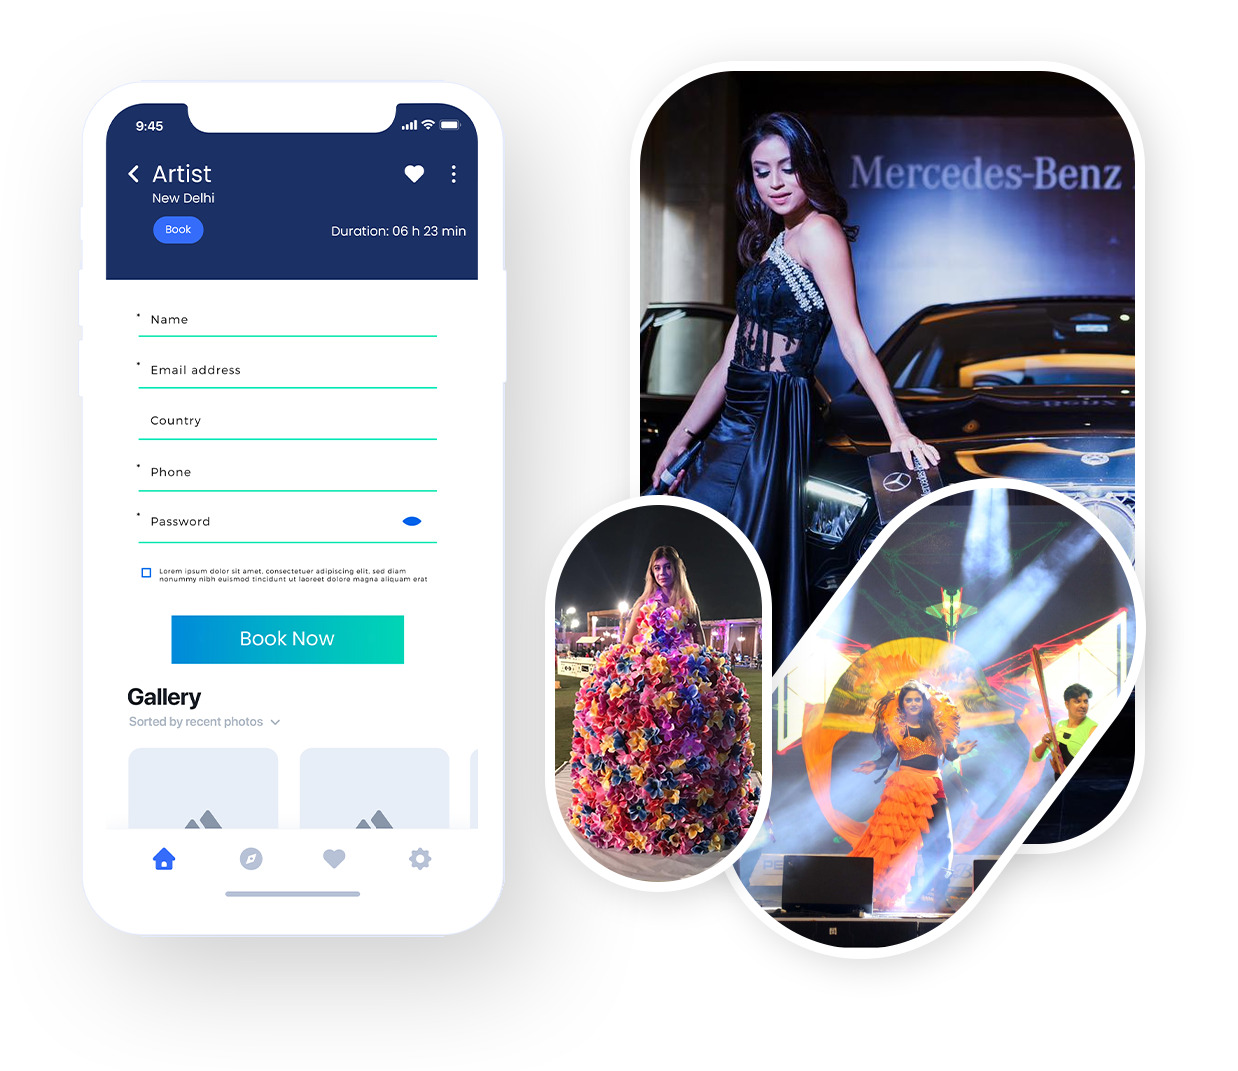 9:45
Artist
New Delhi
Book
Duration: 06 h 23 min
* Name
* Email address
Country
* Phone
* Password
Lorem ipsum dolor sit amet, consectetuer adipiscing elit, sed diam
nonummy nibh euismod tincidunt ut laoreet dolore magna aliquam erat
Book Now
Gallery
Sorted by recent photos
Mercedes-Benz